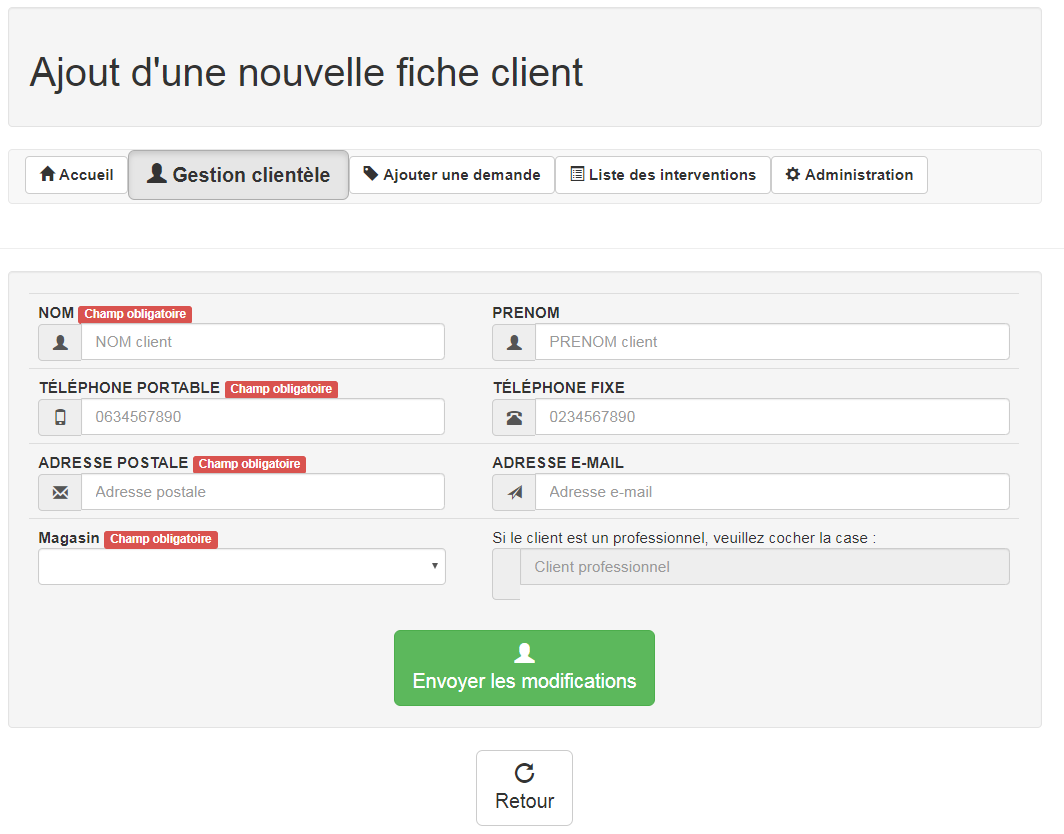 Ajout d'une nouvelle fiche client
Accueil Gestion clientèle Ajouter une demande Liste des interventions Administration
NOM Champ obligatoire PRENOM
NOM client PRENOM client
TÉLÉPHONE PORTABLE Champ obligatoire TÉLÉPHONE FIXE
0634567890 0234567890
ADRESSE POSTALE Champ obligatoire ADRESSE E-MAIL
Adresse postale Adresse e-mail
Magasin Champ obligatoire Si le client est un professionnel, veuillez cocher la case :
Client professionnel
Envoyer les modifications
Retour